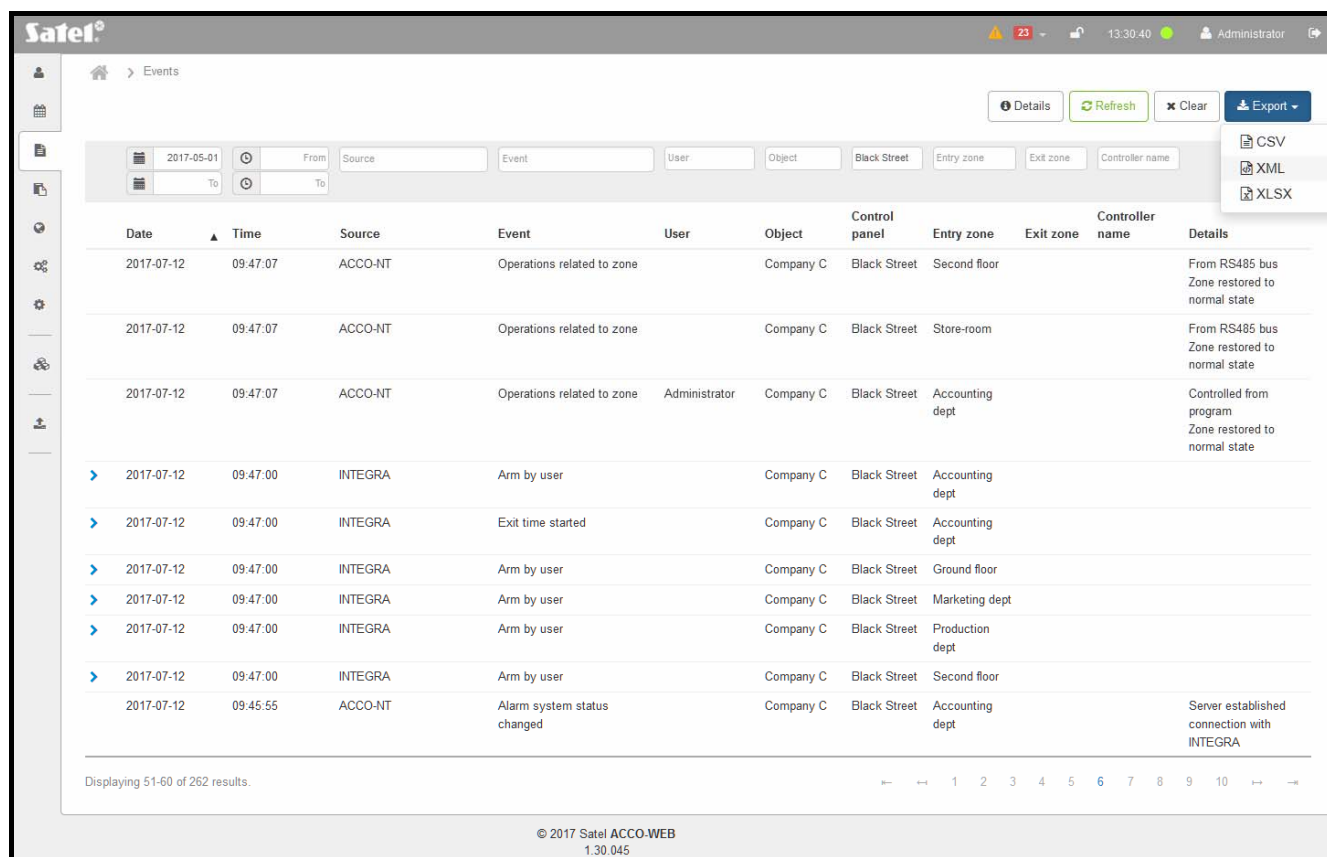 Satel®
23
13:30:40
Administrator
Events
Details
Refresh
Clear
Export
CSV
XML
XLSX
2017-05-01
From
Source
Event
User
Object
Black Street
Entry zone
Exit zone
Controller name
To
To
Date
Time
Source
Event
User
Object
Control
panel
Entry zone
Exit zone
Controller
name
Details
2017-07-12 09:47:07 ACCO-NT Operations related to zone Company C Black Street Second floor From RS485 bus
Zone restored to
normal state
2017-07-12 09:47:07 ACCO-NT Operations related to zone Company C Black Street Store-room From RS485 bus
Zone restored to
normal state
2017-07-12 09:47:07 ACCO-NT Operations related to zone Administrator Company C Black Street Accounting Controlled from
dept program
Zone restored to
normal state
2017-07-12 09:47:00 INTEGRA Arm by user Company C Black Street Accounting
dept
2017-07-12 09:47:00 INTEGRA Exit time started Company C Black Street Accounting
dept
2017-07-12 09:47:00 INTEGRA Arm by user Company C Black Street Ground floor
2017-07-12 09:47:00 INTEGRA Arm by user Company C Black Street Marketing dept
2017-07-12 09:47:00 INTEGRA Arm by user Company C Black Street Production
dept
2017-07-12 09:47:00 INTEGRA Arm by user Company C Black Street Second floor
2017-07-12 09:45:55 ACCO-NT Alarm system status Company C Black Street Accounting Server established
changed dept connection with
INTEGRA
Displaying 51-60 of 262 results.
1 2 3 4 5 6 7 8 9 10
© 2017 Satel ACCO-WEB
1.30.045